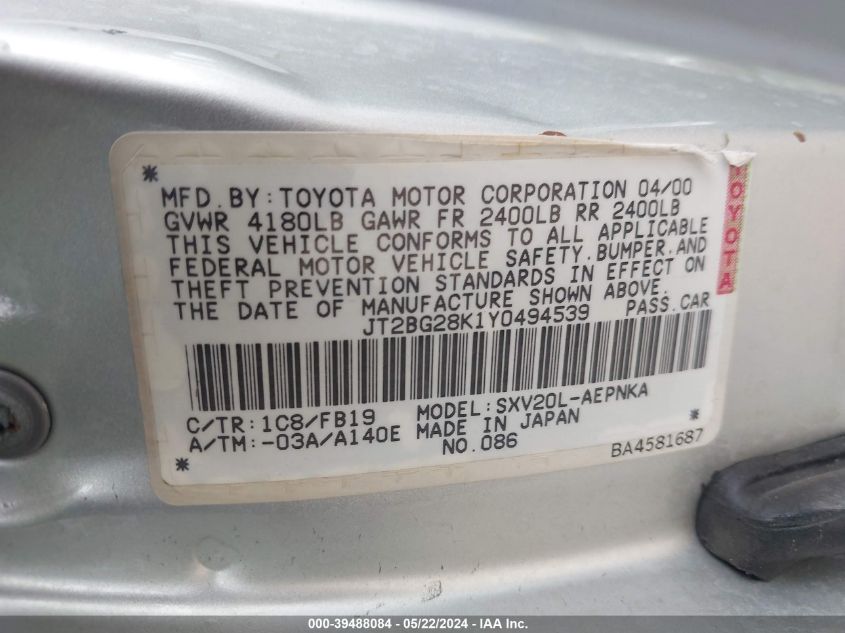 MFD. BY: TOYOTA MOTOR CORPORATION 04/00
GVWR 4180LB GAWR FR 2400LB RR 2400LB
THIS VEHICLE CONFORMS TO ALL APPLICABLE
FEDERAL MOTOR VEHICLE SAFETY, BUMPER, AND
THEFT PREVENTION STANDARDS IN EFFECT ON
THE DATE OF MANUFACTURE SHOWN ABOVE.
JT2BG28K1Y0494539 PASS. CAR
TOYOTA
C/TR: 1C8/FB19 MODEL: SXV20L-AEPNKA
A/TM: -03A/A140E MADE IN JAPAN
NO. 086
BA4581687
000-39488084 - 05/22/2024 - IAA Inc.